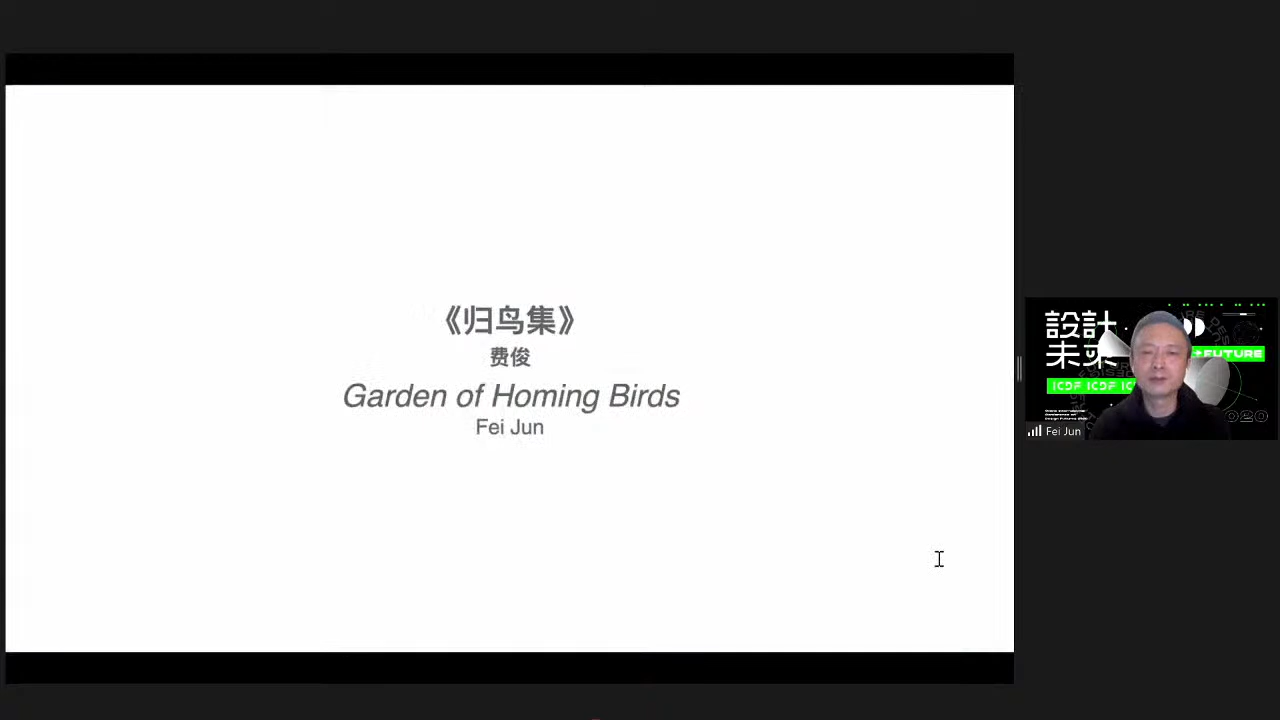 《归鸟集》
费俊
Garden of Homing Birds
Fei Jun
設計
未來
+FUTURE
ICDF ICDF IC
2020
Fei Jun